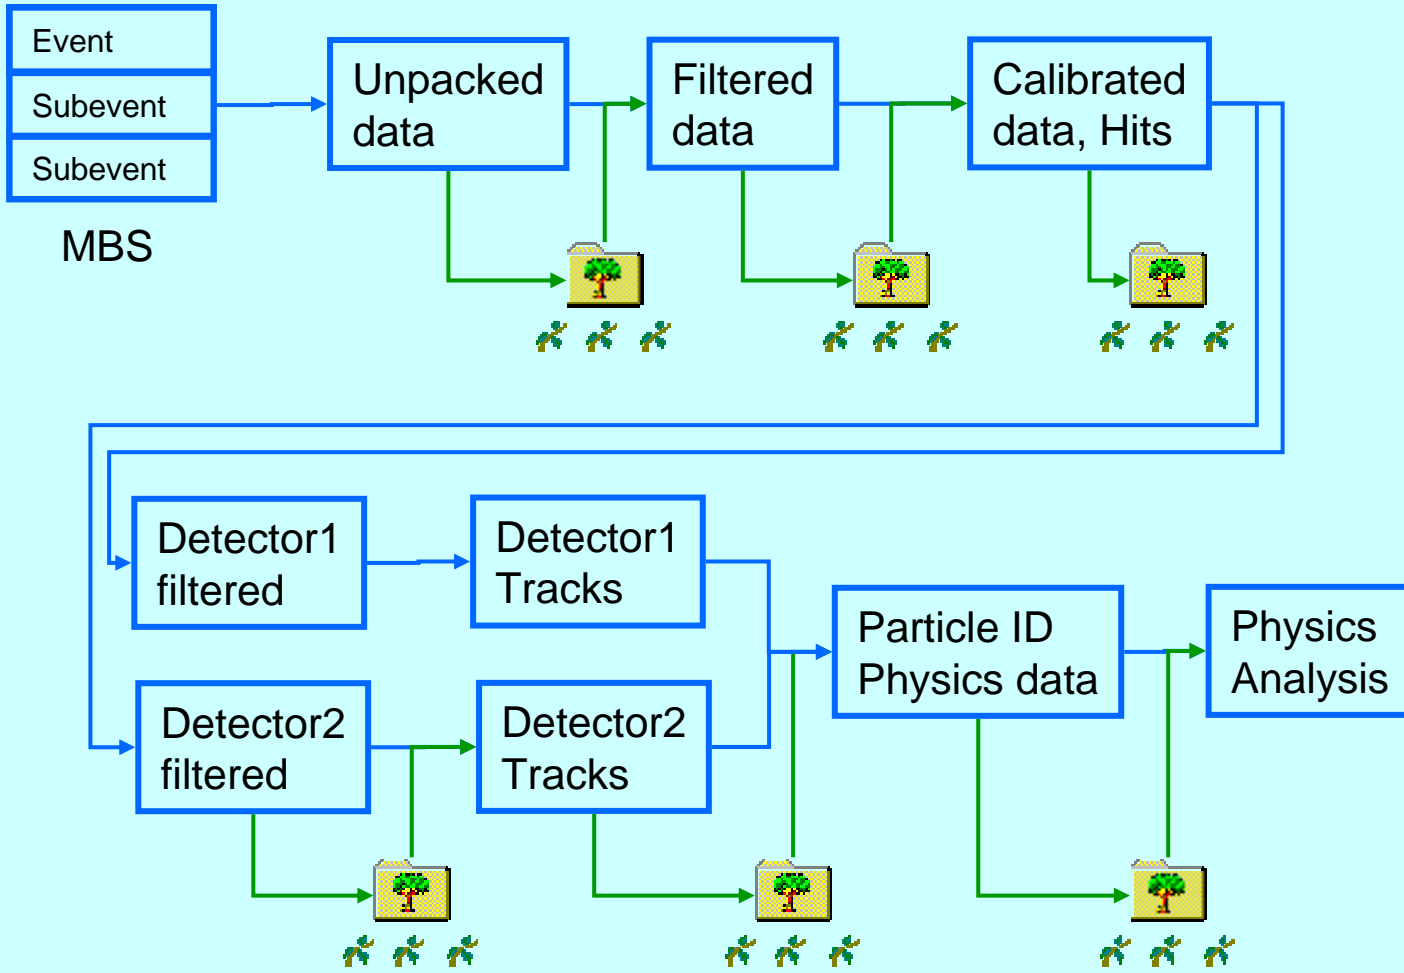 Event
Subevent
Subevent
MBS
Unpacked
data
Filtered
data
Calibrated
data, Hits
Detector1
filtered
Detector1
Tracks
Detector2
filtered
Detector2
Tracks
Particle ID
Physics data
Physics
Analysis